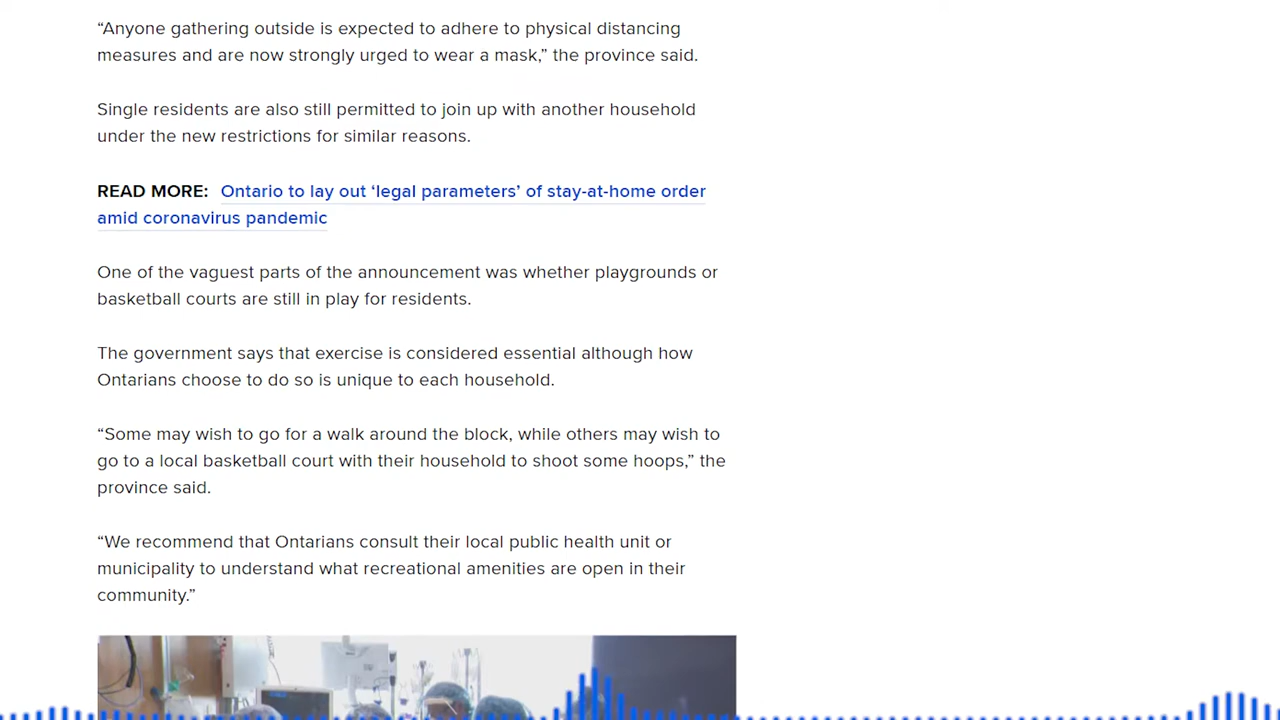 “Anyone gathering outside is expected to adhere to physical distancing
measures and are now strongly urged to wear a mask,” the province said.
Single residents are also still permitted to join up with another household
under the new restrictions for similar reasons.
READ MORE: Ontario to lay out ‘legal parameters’ of stay-at-home order
amid coronavirus pandemic
One of the vaguest parts of the announcement was whether playgrounds or
basketball courts are still in play for residents.
The government says that exercise is considered essential although how
Ontarians choose to do so is unique to each household.
“Some may wish to go for a walk around the block, while others may wish to
go to a local basketball court with their household to shoot some hoops,” the
province said.
“We recommend that Ontarians consult their local public health unit or
municipality to understand what recreational amenities are open in their
community.”